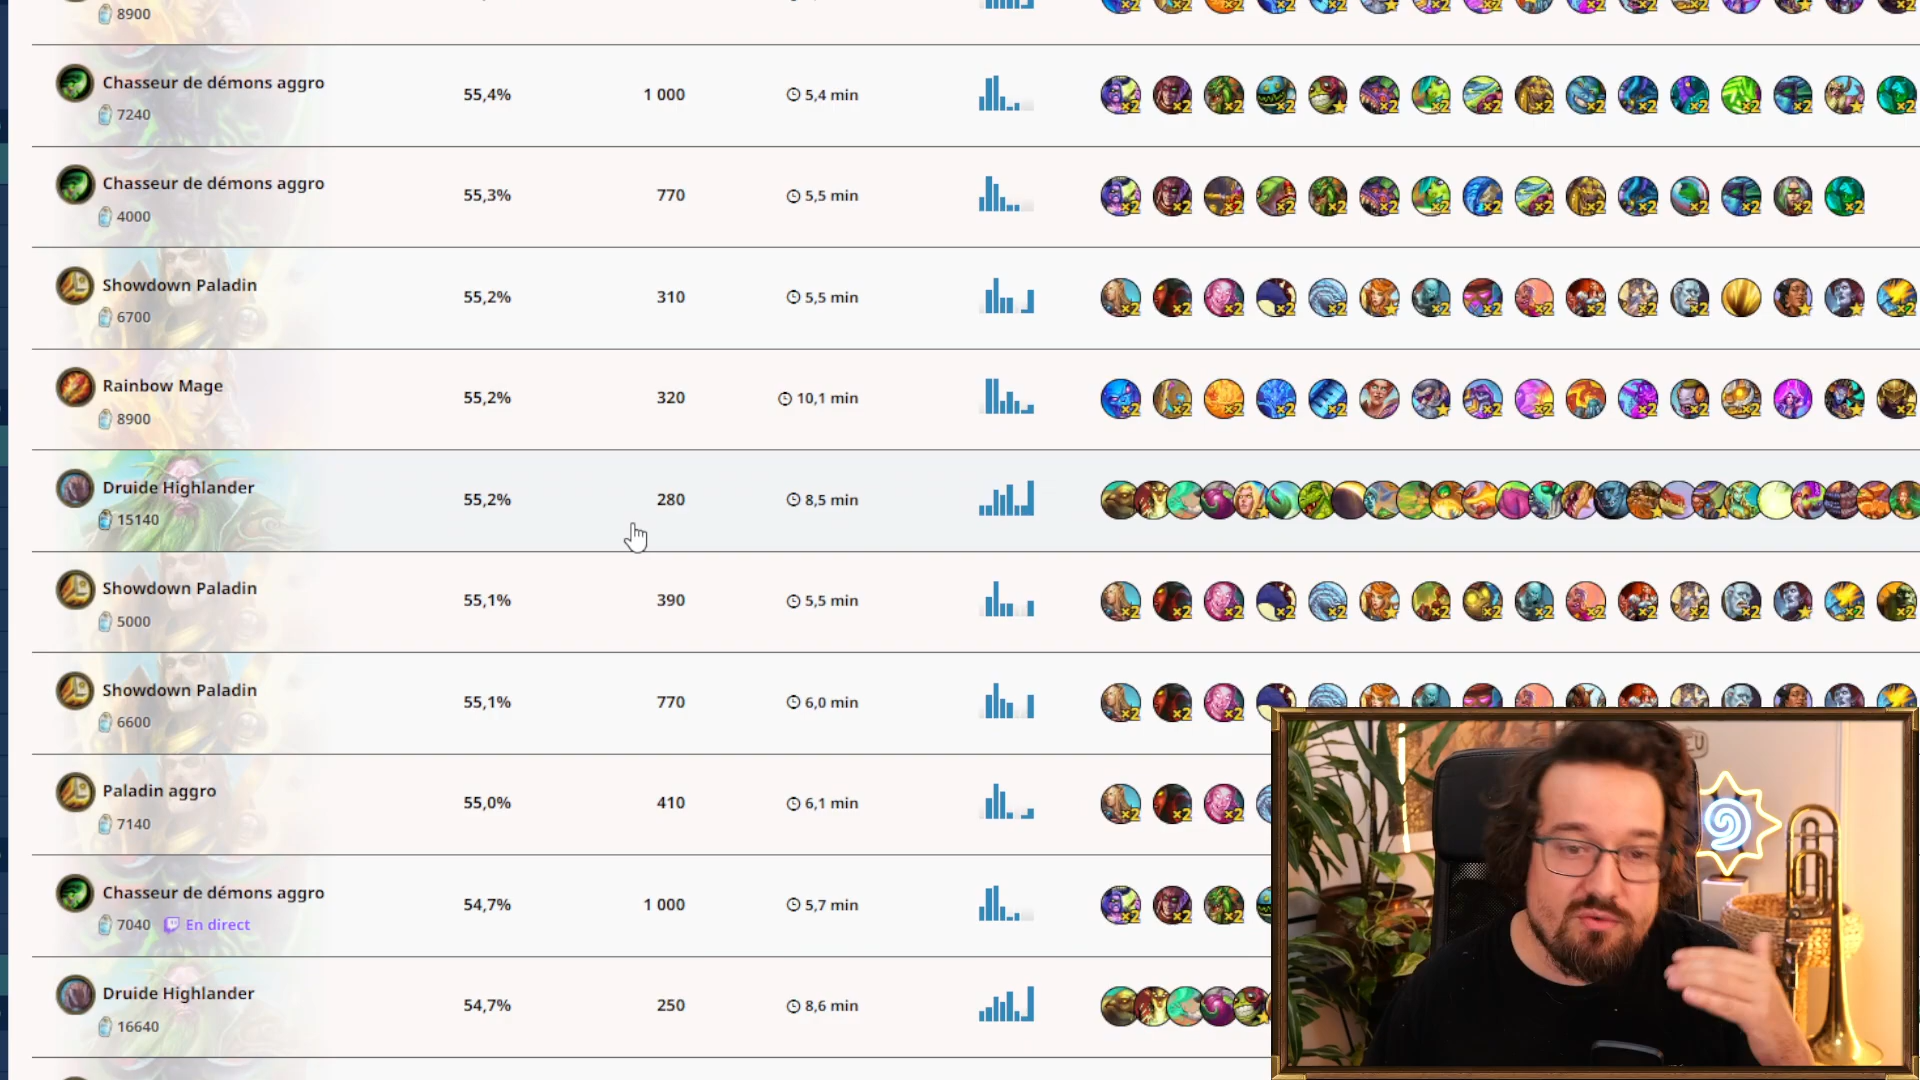 8900
Chasseur de démons aggro
7240
55,4%
1 000
5,4 min
Chasseur de démons aggro
4000
55,3%
770
5,5 min
Showdown Paladin
6700
55,2%
310
5,5 min
Rainbow Mage
8900
55,2%
320
10,1 min
Druide Highlander
15140
55,2%
280
8,5 min
Showdown Paladin
5000
55,1%
390
5,5 min
Showdown Paladin
6600
55,1%
770
6,0 min
Paladin aggro
7140
55,0%
410
6,1 min
Chasseur de démons aggro
7040 En direct
54,7%
1 000
5,7 min
Druide Highlander
16640
54,7%
250
8,6 min